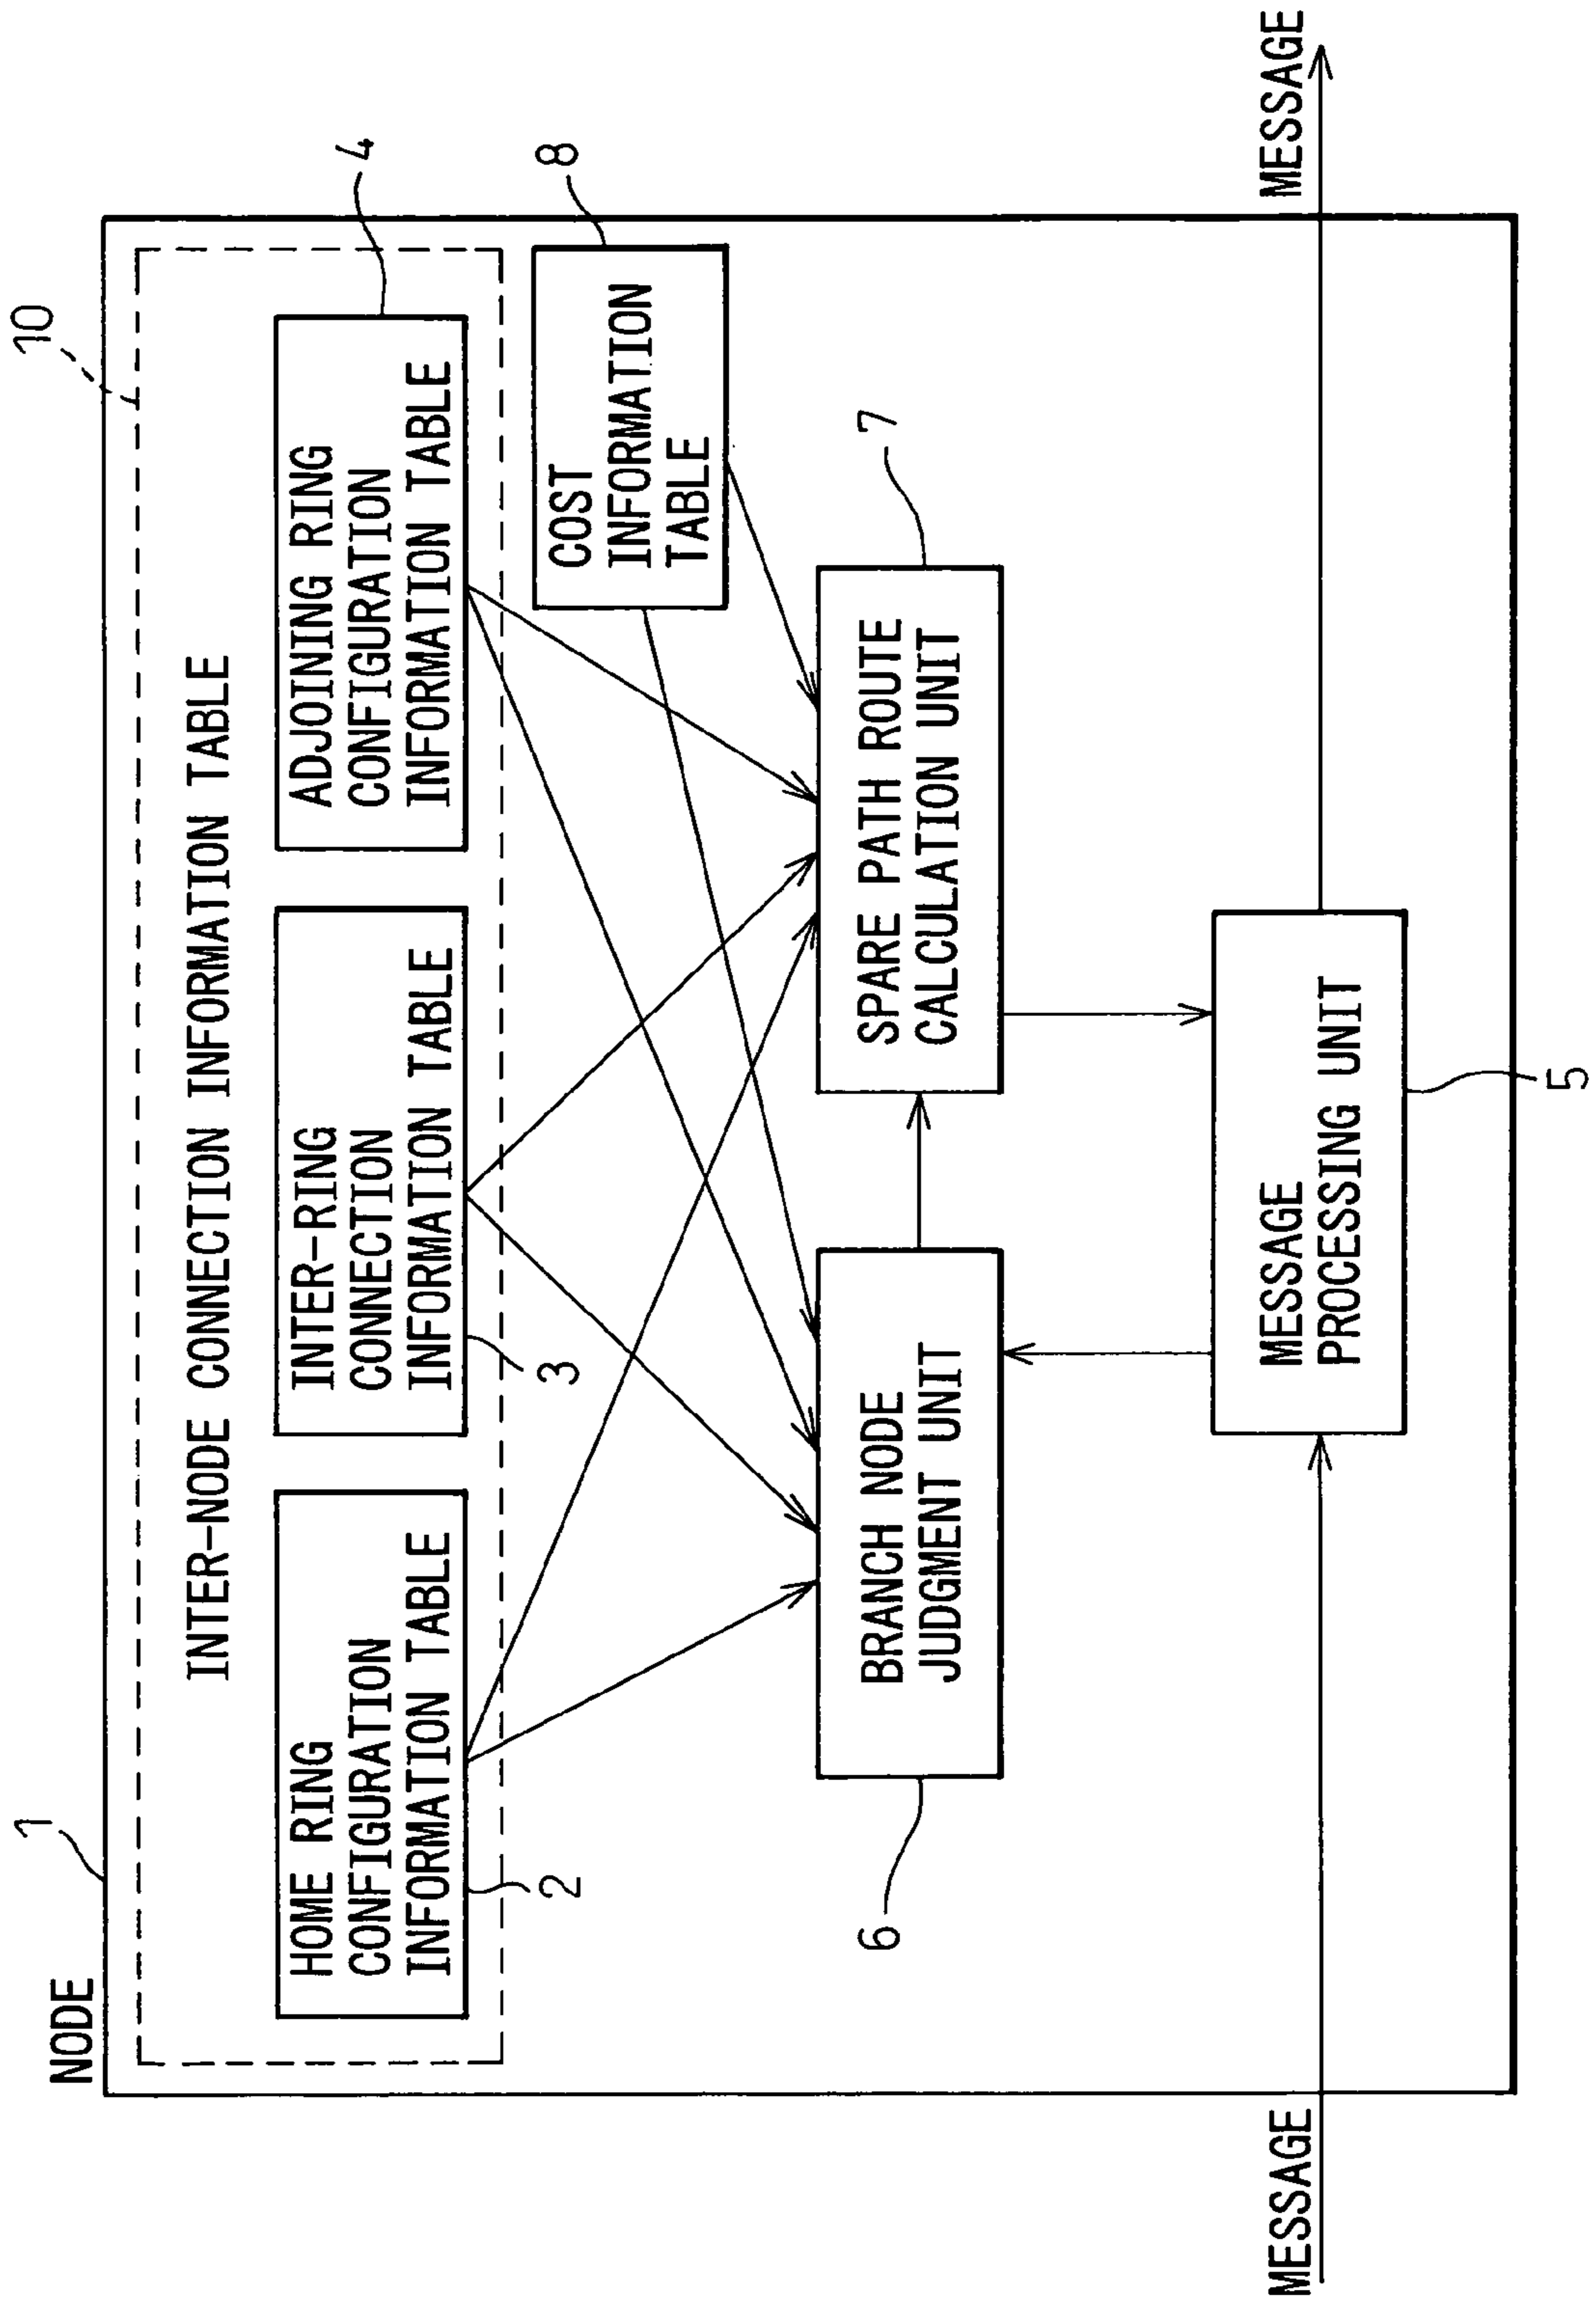 NODE
1
10
INTER-NODE CONNECTION INFORMATION TABLE
HOME RING
CONFIGURATION
INFORMATION TABLE
2
INTER-RING
CONNECTION
INFORMATION TABLE
3
ADJOINING RING
CONFIGURATION
INFORMATION TABLE
4
COST
INFORMATION
TABLE
8
BRANCH NODE
JUDGMENT UNIT
6
SPARE PATH ROUTE
CALCULATION UNIT
7
MESSAGE
PROCESSING UNIT
5
MESSAGE
MESSAGE